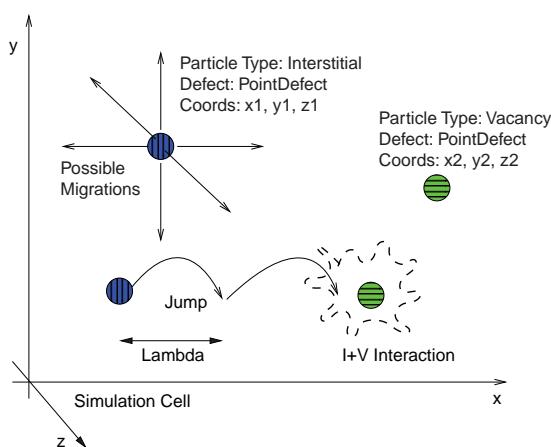 y
Particle Type: Interstitial
Defect: PointDefect
Coords: x1, y1, z1
Particle Type: Vacancy
Defect: PointDefect
Coords: x2, y2, z2
Possible
Migrations
Jump
Lambda
I+V Interaction
Simulation Cell
x
z